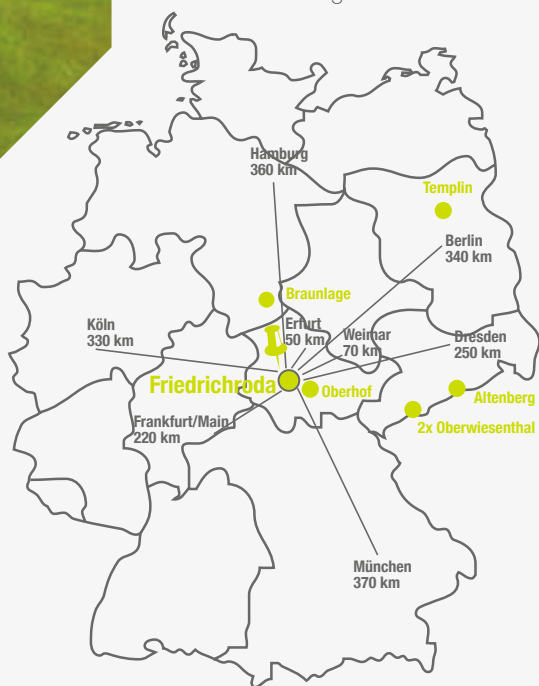 Hamburg
360 km
Templin
Berlin
340 km
Braunlage
Köln
330 km
Erfurt
50 km
Weimar
70 km
Dresden
250 km
Friedrichroda
Oberhof
Altenberg
Frankfurt/Main
220 km
2x Oberwiesenthal
München
370 km